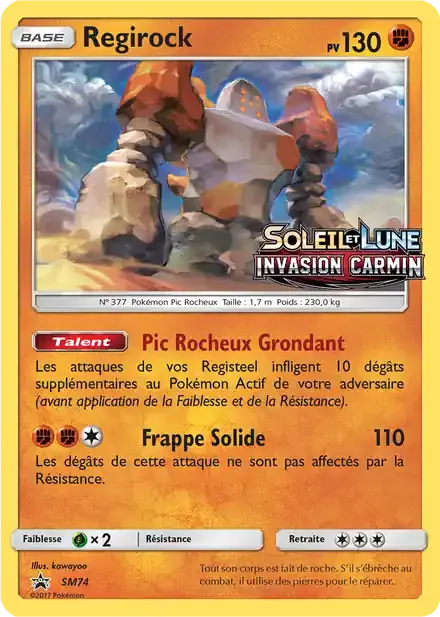 BASE Regirock PV 130
SOLEIL ET LUNE
INVASION CARMIN
N° 377 Pokémon Pic Rocheux Taille : 1,7 m Poids : 230,0 kg
Talent Pic Rocheux Grondant
Les attaques de vos Registeel infligent 10 dégâts
supplémentaires au Pokémon Actif de votre adversaire
(avant application de la Faiblesse et de la Résistance).
Frappe Solide 110
Les dégâts de cette attaque ne sont pas affectés par la
Résistance.
Faiblesse × 2 Résistance Retraite
Illus. kawayoo
SM74
©2017 Pokémon
Tout son corps est fait de roche. S'il s'ébrèche au
combat, il utilise des pierres pour le réparer.